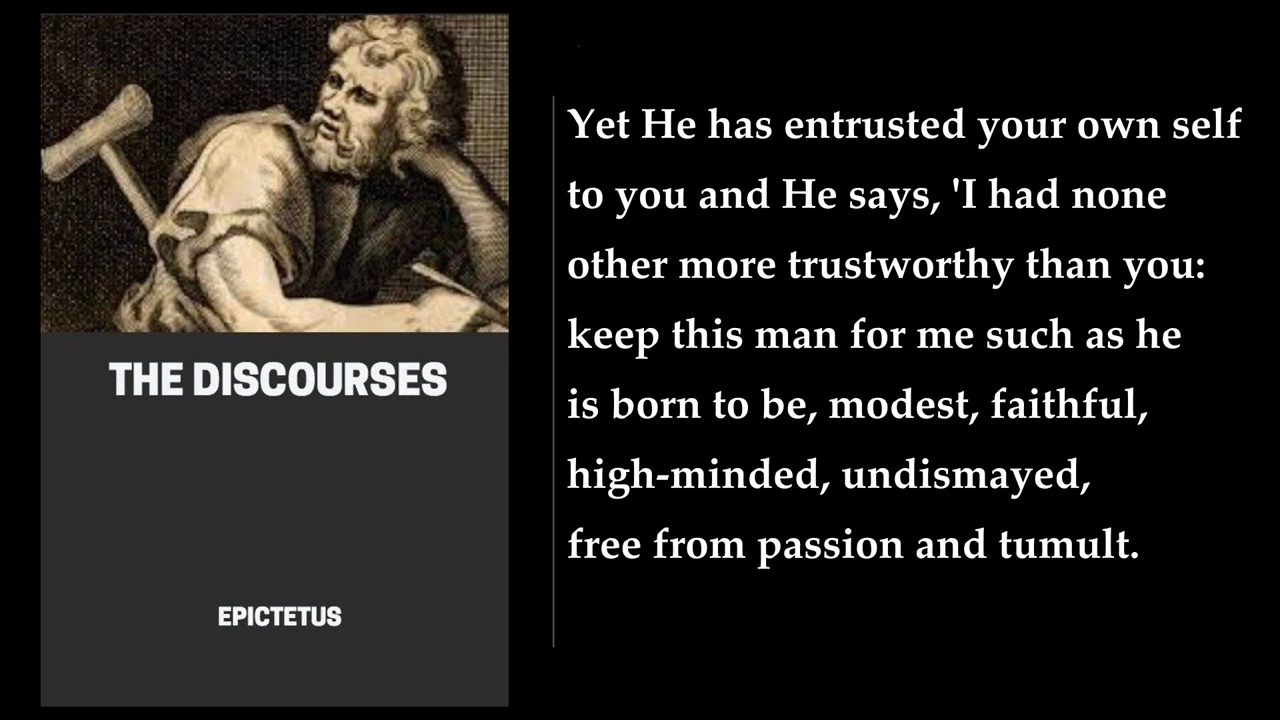 THE DISCOURSES
EPICTETUS
Yet He has entrusted your own self
to you and He says, 'I had none
other more trustworthy than you:
keep this man for me such as he
is born to be, modest, faithful,
high-minded, undismayed,
free from passion and tumult.